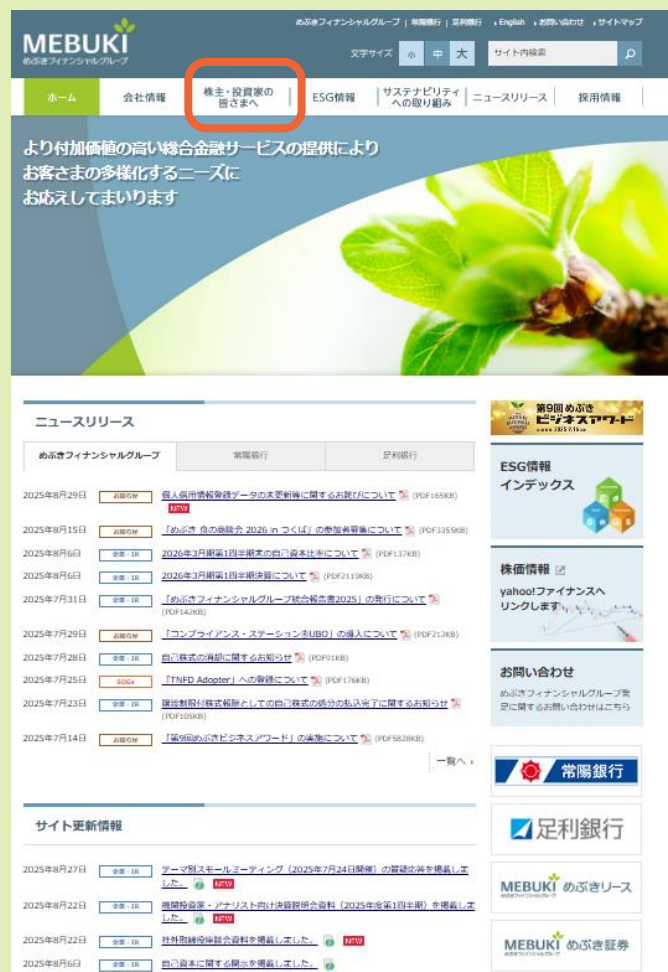 めぶきフィナンシャルグループ | 常陽銀行 | 足利銀行 English お問い合わせ サイトマップ
MEBUKI
めぶきフィナンシャルグループ
文字サイズ 小 中 大 サイト内検索
ホーム 会社情報 株主・投資家の皆さまへ ESG情報 サステナビリティへの取り組み ニュースリリース 採用情報
より付加価値の高い総合金融サービスの提供により
お客さまの多様化するニーズに
お応えしてまいります
ニュースリリース
めぶきフィナンシャルグループ 常陽銀行 足利銀行
2025年8月29日 お知らせ 個人信用情報登録データの未更新等に関するお詫びについて (PDF165KB)
NEW
2025年8月15日 お知らせ 「めぶき 食の商談会 2026 in つくば」の参加者募集について (PDF3359KB)
2025年8月6日 企業・IR 2026年3月期第1四半期末の自己資本比率について (PDF137KB)
2025年8月6日 企業・IR 2026年3月期第1四半期決算について (PDF2119KB)
2025年7月31日 企業・IR 「めぶきフィナンシャルグループ統合報告書2025」の発行について
(PDF142KB)
2025年7月29日 お知らせ 「コンプライアンス・ステーション®UBO」の導入について (PDF212KB)
2025年7月28日 企業・IR 自己株式の消却に関するお知らせ (PDF91KB)
2025年7月25日 SDGs 「TNFD Adopter」への登録について (PDF176KB)
2025年7月23日 企業・IR 譲渡制限付株式報酬としての自己株式の処分の払込完了に関するお知らせ
(PDF105KB)
2025年7月14日 お知らせ 「第9回めぶきビジネスアワード」の実施について (PDF5828KB)
一覧へ
サイト更新情報
2025年8月27日 企業・IR テーマ別スモールミーティング（2025年7月24日開催）の質疑応答を掲載しま
した。 NEW
2025年8月22日 企業・IR 機関投資家・アナリスト向け決算説明会資料（2025年度第1四半期）を掲載しま
した。 NEW
2025年8月22日 企業・IR 社外取締役座談会資料を掲載しました。 NEW
2025年8月6日 企業・IR 自己資本に関する開示を掲載しました。
第9回 めぶき
ビジネスアワード
ESG情報
インデックス
株価情報
yahoo!ファイナンスへ
リンクします
お問い合わせ
めぶきフィナンシャルグループ発
足に関するお問い合わせはこちら
常陽銀行
足利銀行
MEBUKI めぶきリース
MEBUKI めぶき証券